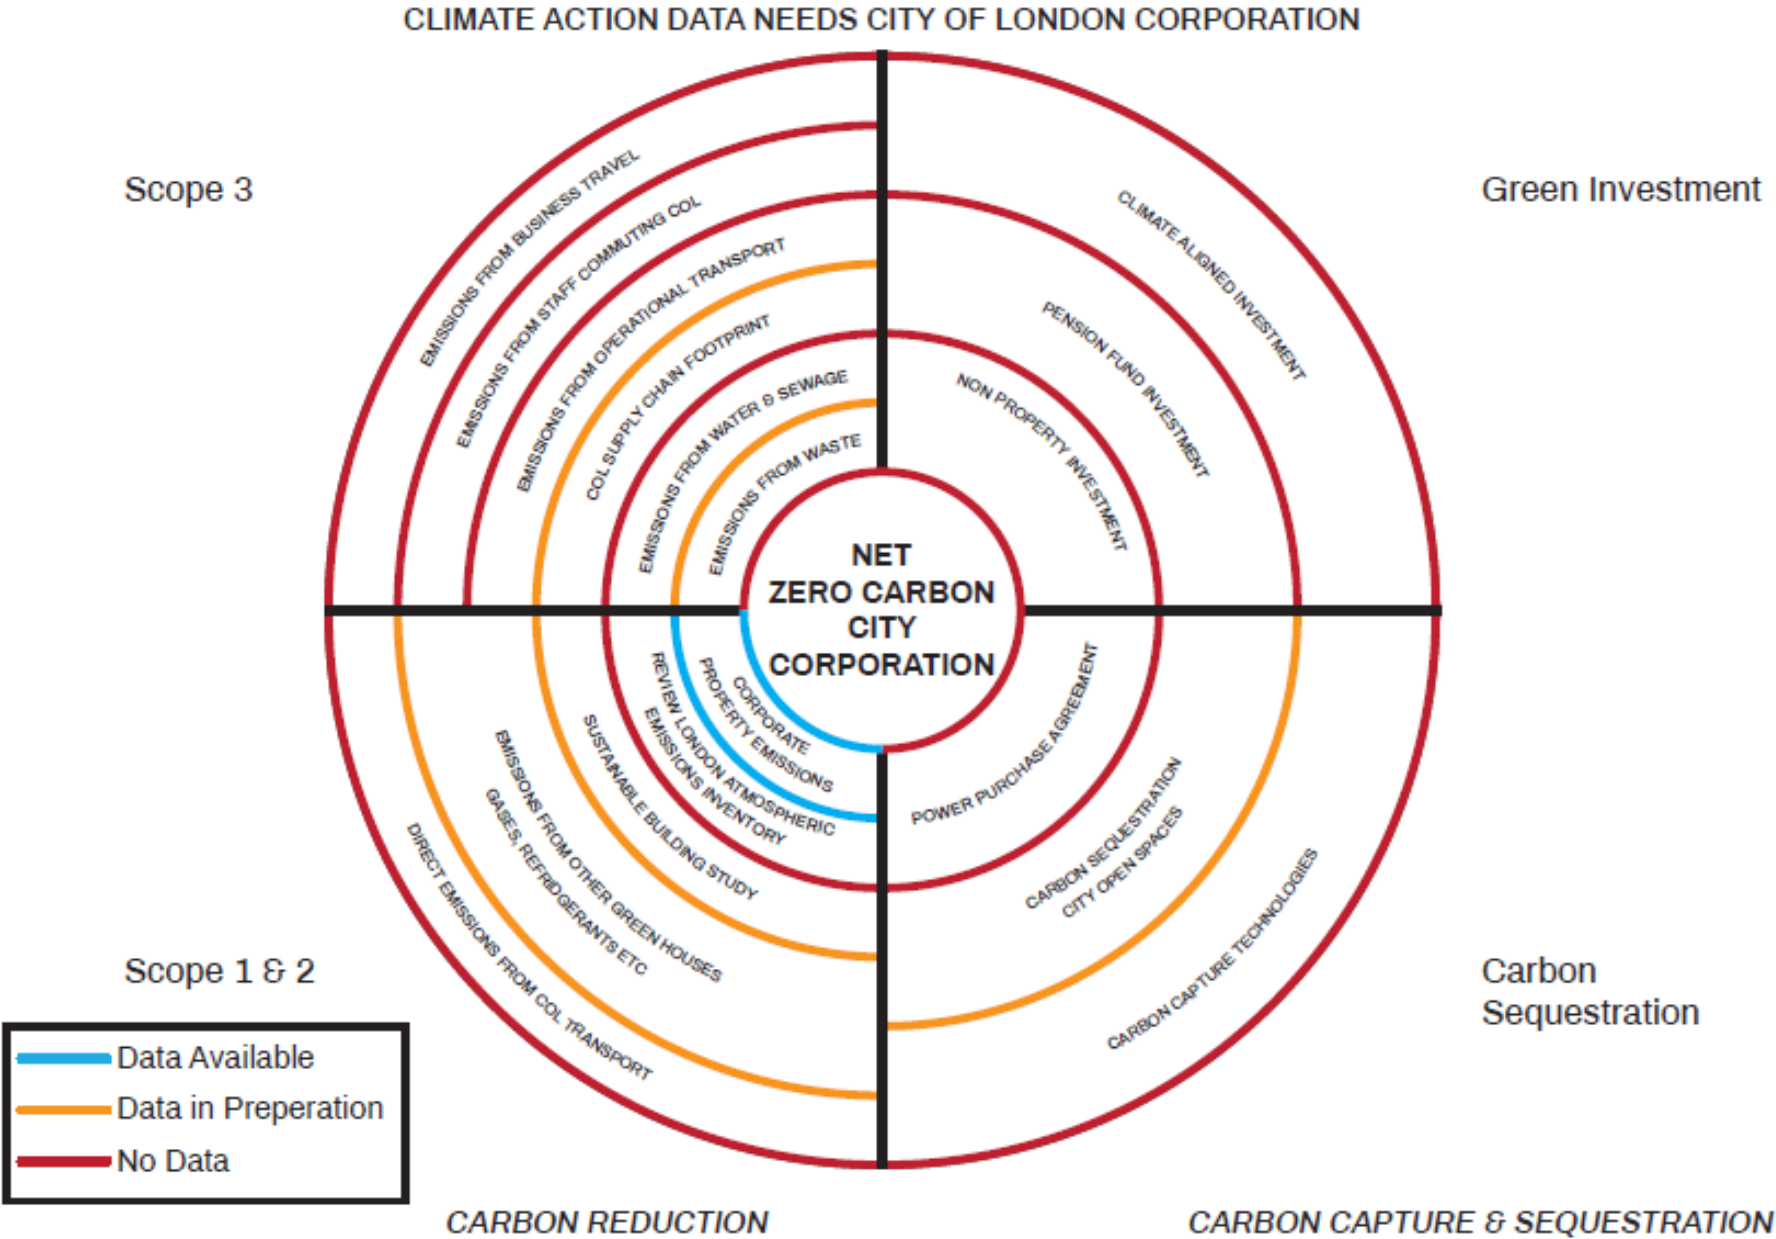 CLIMATE ACTION DATA NEEDS CITY OF LONDON CORPORATION
Scope 3
Green Investment
EMISSIONS FROM BUSINESS TRAVEL
EMISSIONS FROM STAFF COMMUTING COL
EMISSIONS FROM OPERATIONAL TRANSPORT
COL SUPPLY CHAIN FOOTPRINT
EMISSIONS FROM WATER & SEWAGE
EMISSIONS FROM WASTE
CLIMATE ALIGNED INVESTMENT
PENSION FUND INVESTMENT
NON PROPERTY INVESTMENT
NET
ZERO CARBON
CITY
CORPORATION
CORPORATE
PROPERTY EMISSIONS
REVIEW LONDON ATMOSPHERIC
EMISSIONS INVENTORY
SUSTAINABLE BUILDING STUDY
EMISSIONS FROM OTHER GREEN HOUSES
GASES, REFRIDGERANTS ETC
DIRECT EMISSIONS FROM COL TRANSPORT
POWER PURCHASE AGREEMENT
CARBON SEQUESTRATION
CITY OPEN SPACES
CARBON CAPTURE TECHNOLOGIES
Scope 1 & 2
Carbon
Sequestration
Data Available
Data in Preperation
No Data
CARBON REDUCTION
CARBON CAPTURE & SEQUESTRATION